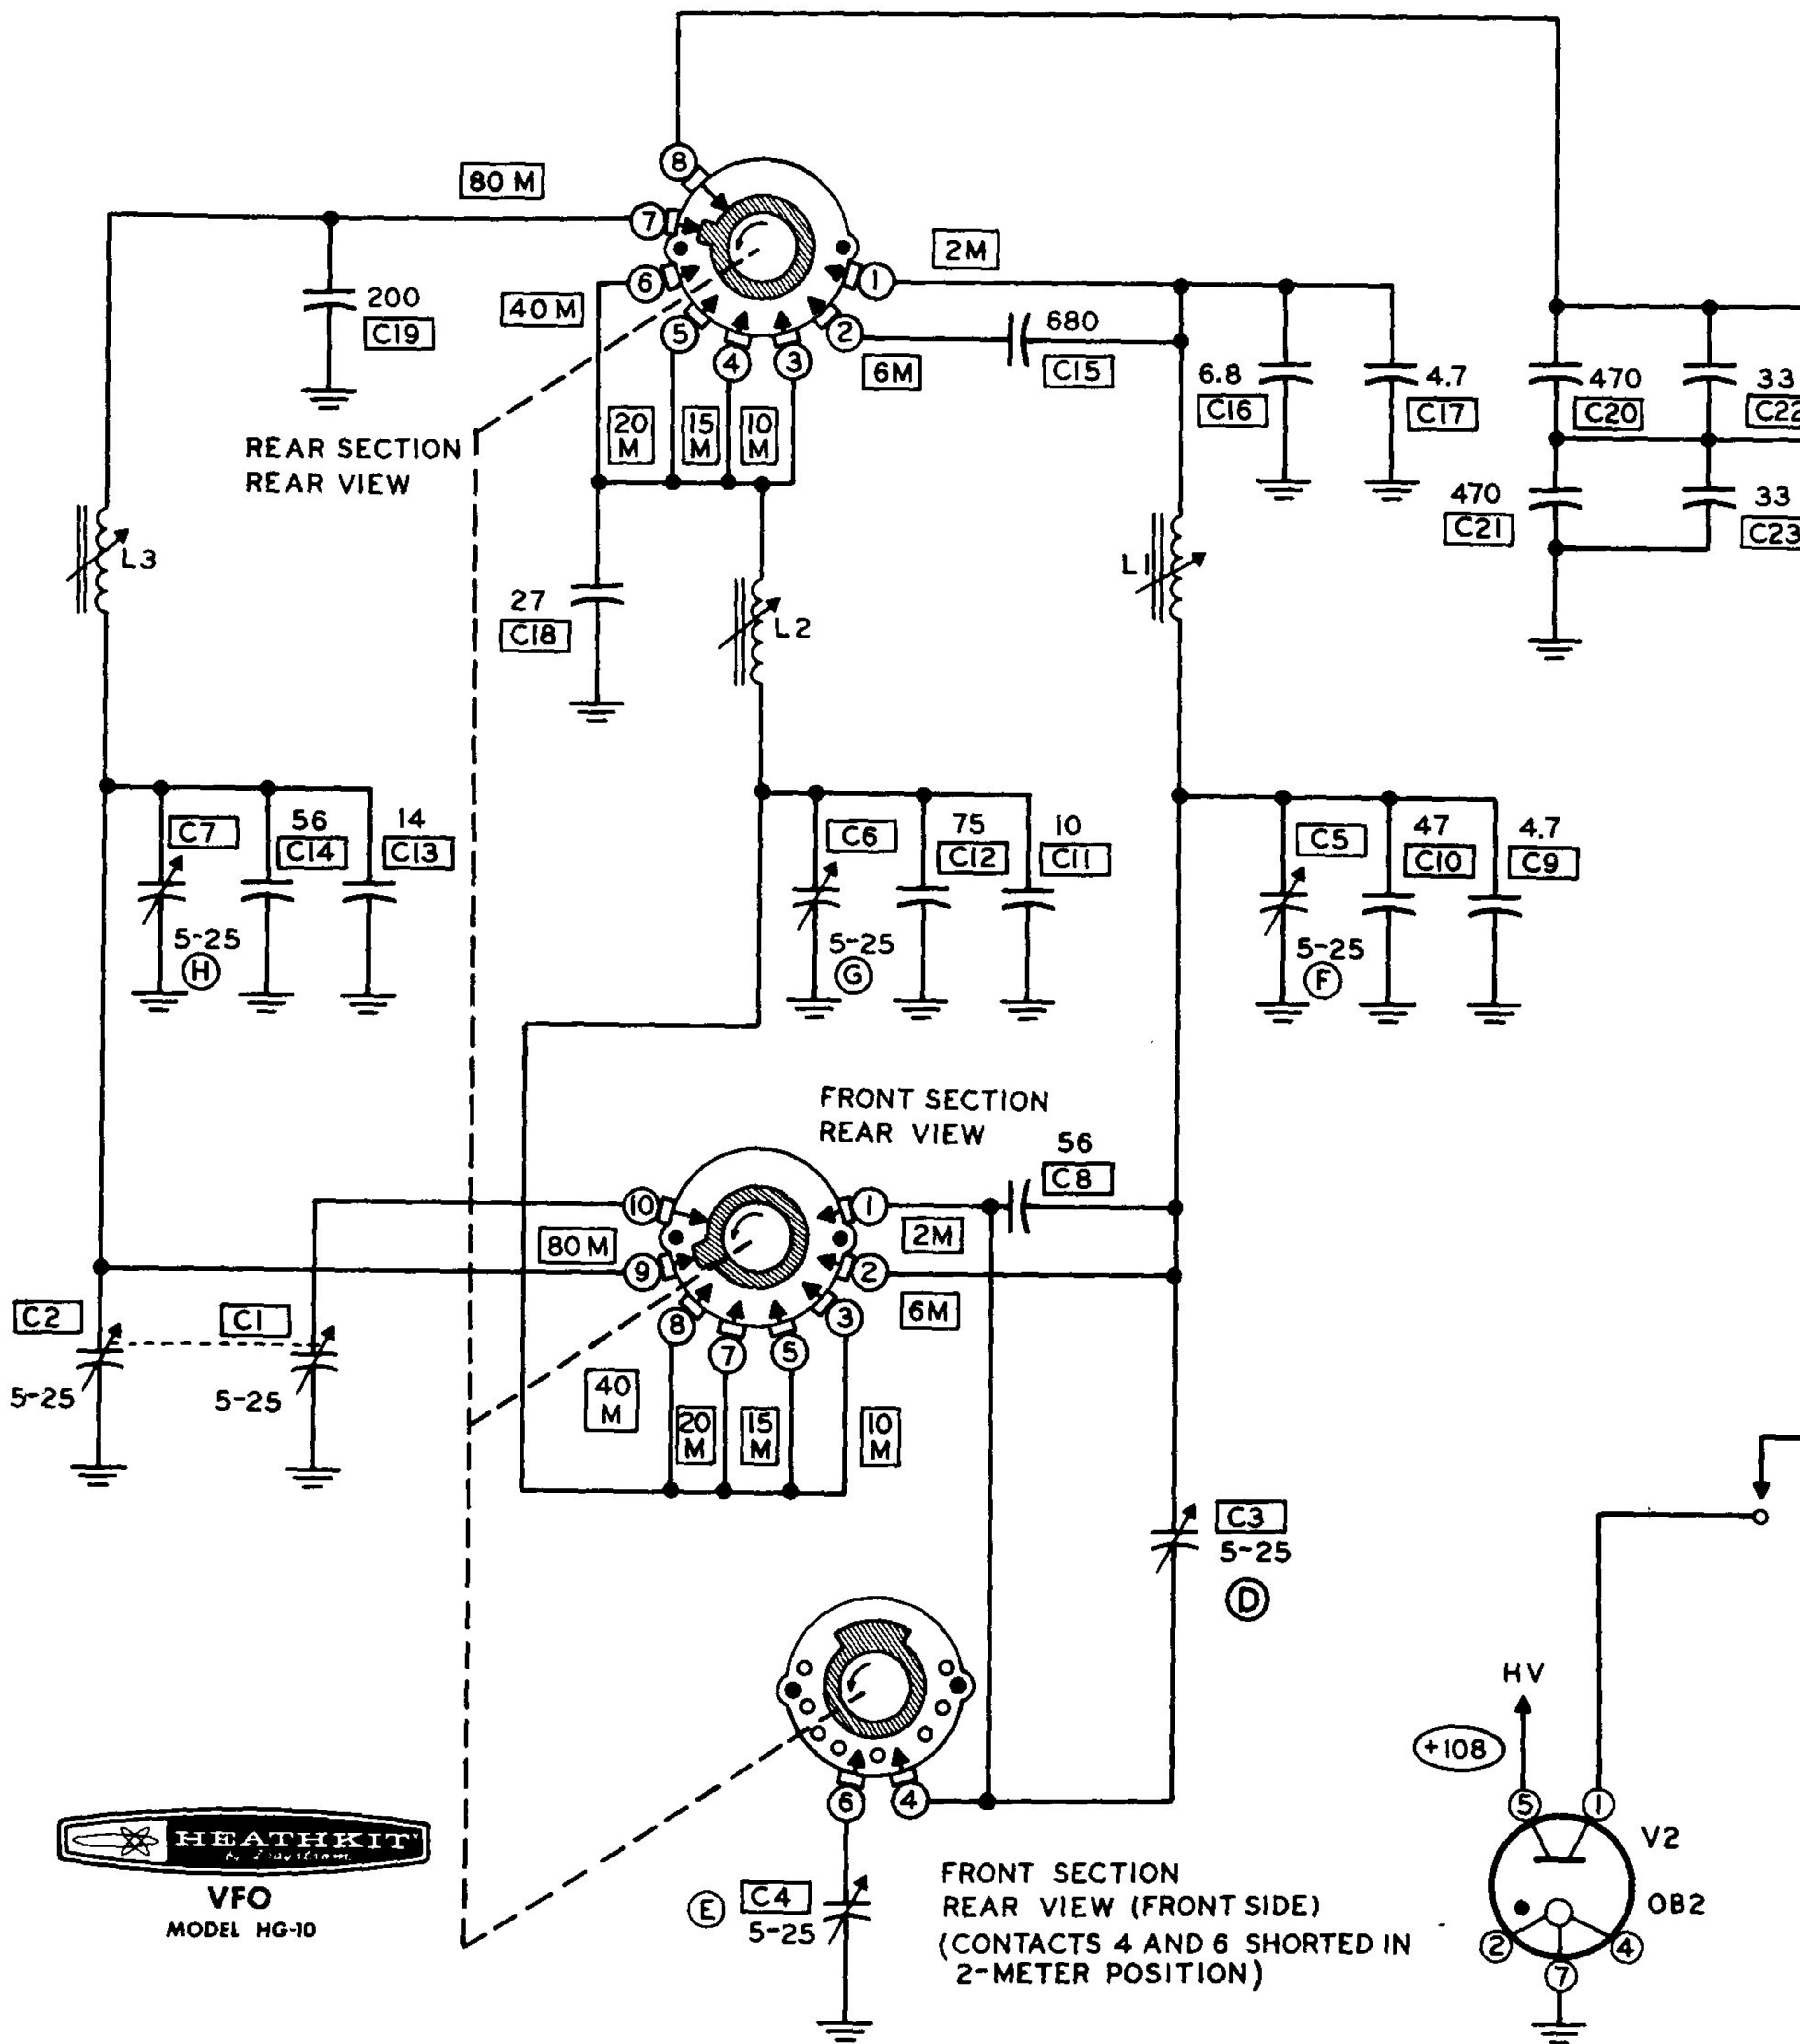 8
80 M
7
2M
1
6
40 M
200
C19
5
4
3
2
680
C15
6M
6.8
C16
4.7
C17
470
C20
33
C22
20
M
15
M
10
M
REAR SECTION
REAR VIEW
470
C21
33
C23
L3
L1
27
C18
L2
C7
56
C14
14
C13
5-25
H
C6
75
C12
10
C11
5-25
G
C5
47
C10
4.7
C9
5-25
F
FRONT SECTION
REAR VIEW
56
C8
10
1
80 M
2M
9
2
6M
8
7
5
3
C2
C1
5-25
5-25
40
M
20
M
15
M
10
M
C3
5-25
D
HV
+108
6
4
5
1
V2
OB2
2
4
7
HEATHKIT
VFO
MODEL HG-10
E
C4
5-25
FRONT SECTION
REAR VIEW (FRONT SIDE)
(CONTACTS 4 AND 6 SHORTED IN
2-METER POSITION)